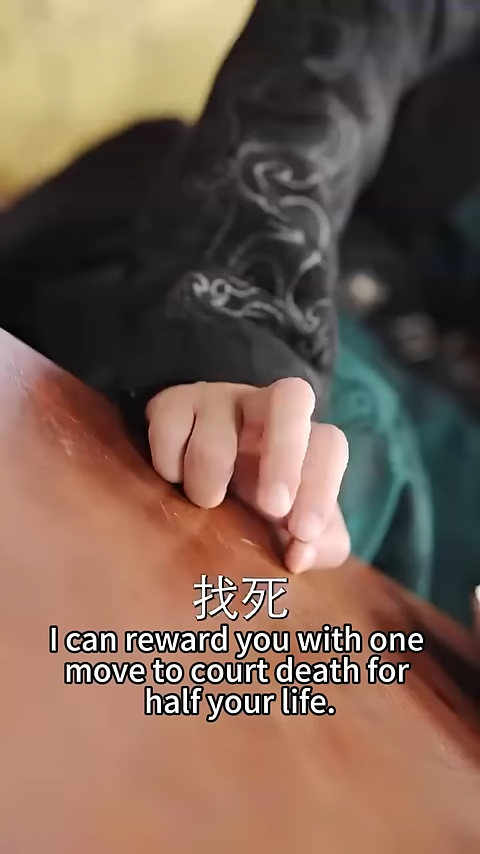 找死
I can reward you with one
move to court death for
half your life.